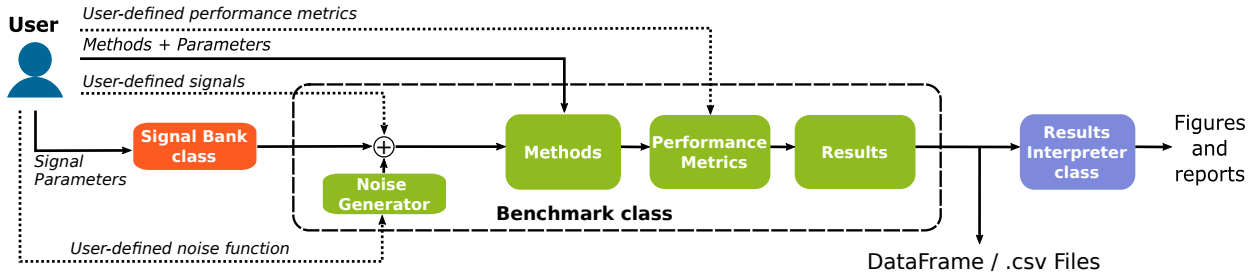 User-defined performance metrics
User
Methods + Parameters
User-defined signals
Signal Bank
class
Signal
Parameters
Noise
Generator
Methods
Performance
Metrics
Results
Benchmark class
Results
Interpreter
class
Figures
and
reports
User-defined noise function
DataFrame / .csv Files